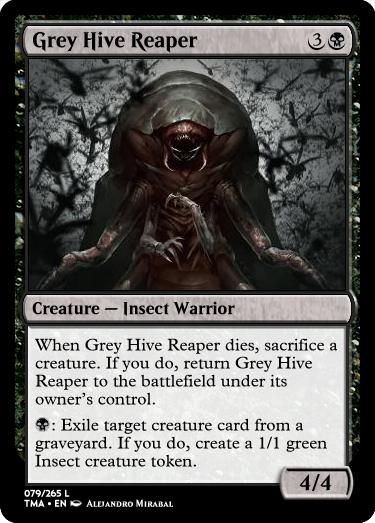 Grey Hive Reaper 3
Creature — Insect Warrior
When Grey Hive Reaper dies, sacrifice a
creature. If you do, return Grey Hive
Reaper to the battlefield under its
owner's control.
: Exile target creature card from a
graveyard. If you do, create a 1/1 green
Insect creature token.
4/4
079/265 L
TMA • EN Alejandro Mirabal